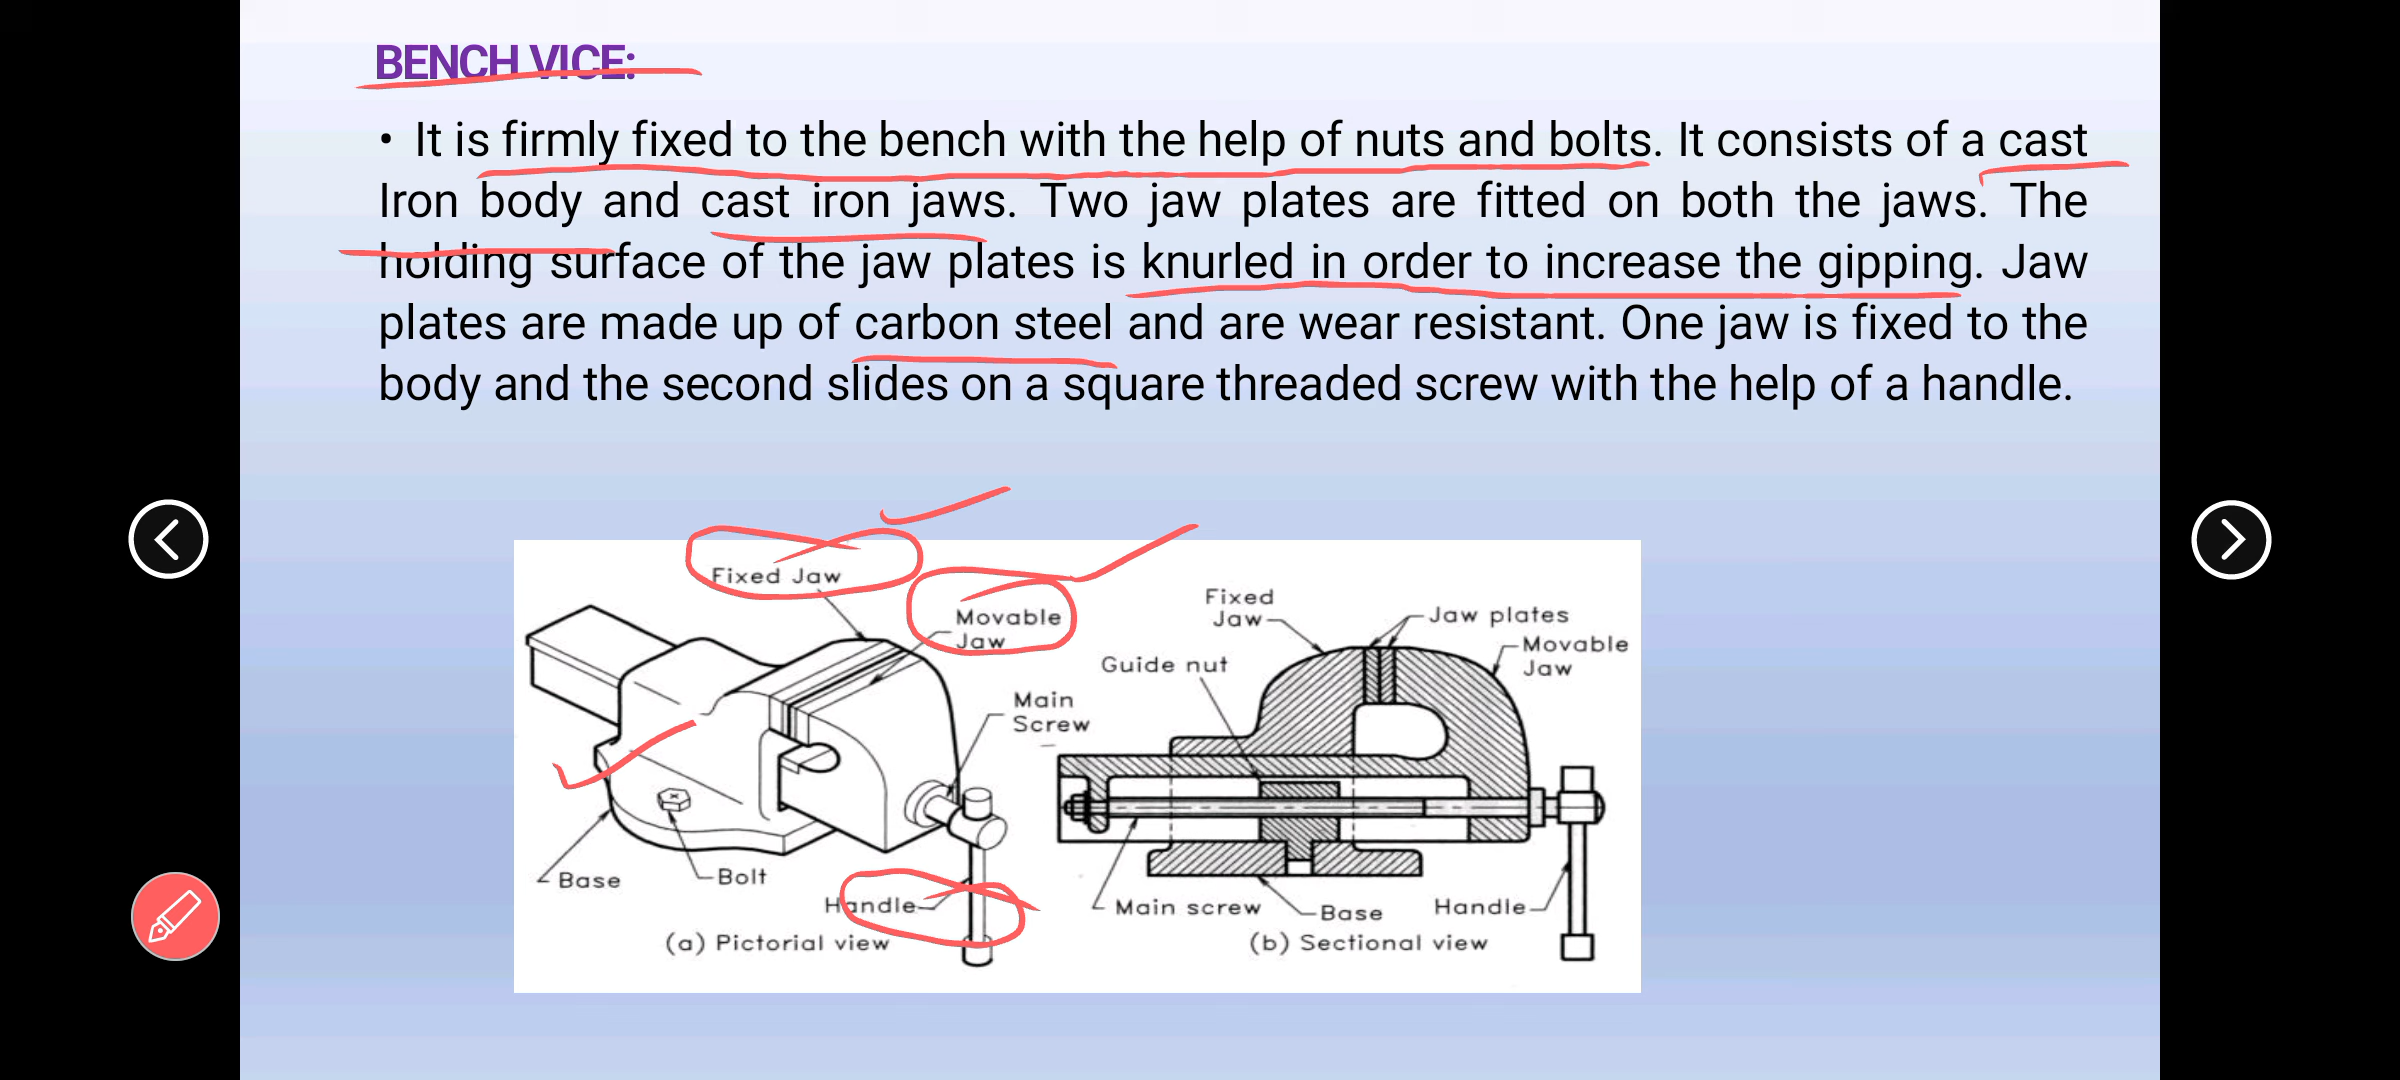 BENCH VICE:
• It is firmly fixed to the bench with the help of nuts and bolts. It consists of a cast
Iron body and cast iron jaws. Two jaw plates are fitted on both the jaws. The
holding surface of the jaw plates is knurled in order to increase the gipping. Jaw
plates are made up of carbon steel and are wear resistant. One jaw is fixed to the
body and the second slides on a square threaded screw with the help of a handle.
Fixed Jaw
Movable
Jaw
Main
Screw
Base
Bolt
Handle
(a) Pictorial view
Fixed
Jaw
Jaw plates
Movable
Jaw
Guide nut
Main screw
Base
Handle
(b) Sectional view